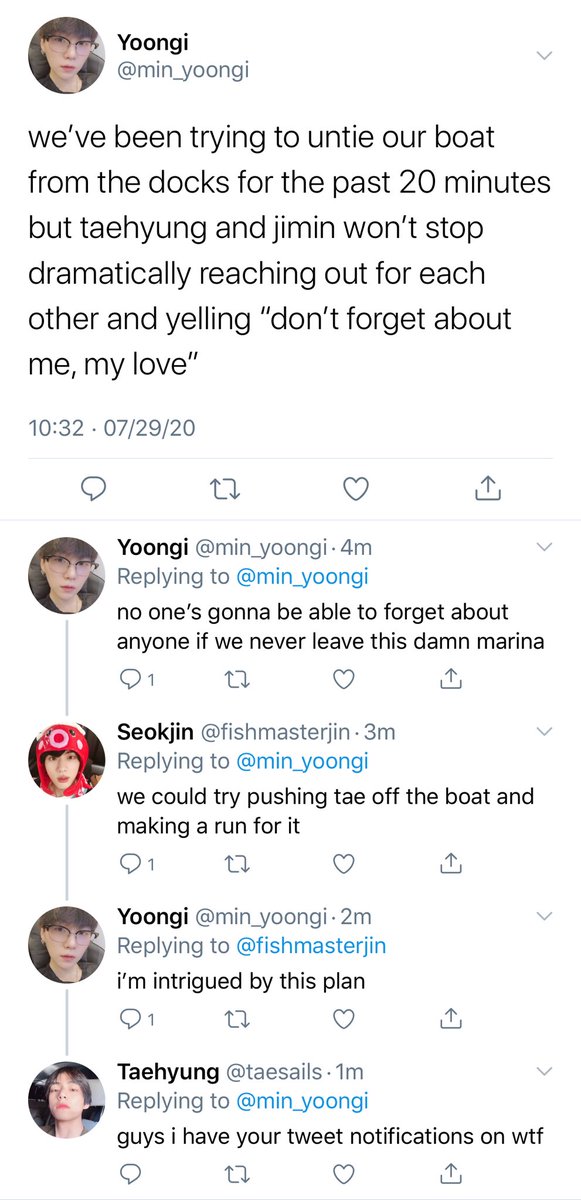 Yoongi
@min_yoongi
we’ve been trying to untie our boat
from the docks for the past 20 minutes
but taehyung and jimin won’t stop
dramatically reaching out for each
other and yelling “don’t forget about
me, my love”
10:32 · 07/29/20
Yoongi @min_yoongi · 4m
Replying to @min_yoongi
no one’s gonna be able to forget about
anyone if we never leave this damn marina
1
Seokjin @fishmasterjin · 3m
Replying to @min_yoongi
we could try pushing tae off the boat and
making a run for it
1
Yoongi @min_yoongi · 2m
Replying to @fishmasterjin
i’m intrigued by this plan
1
Taehyung @taesails · 1m
Replying to @min_yoongi
guys i have your tweet notifications on wtf